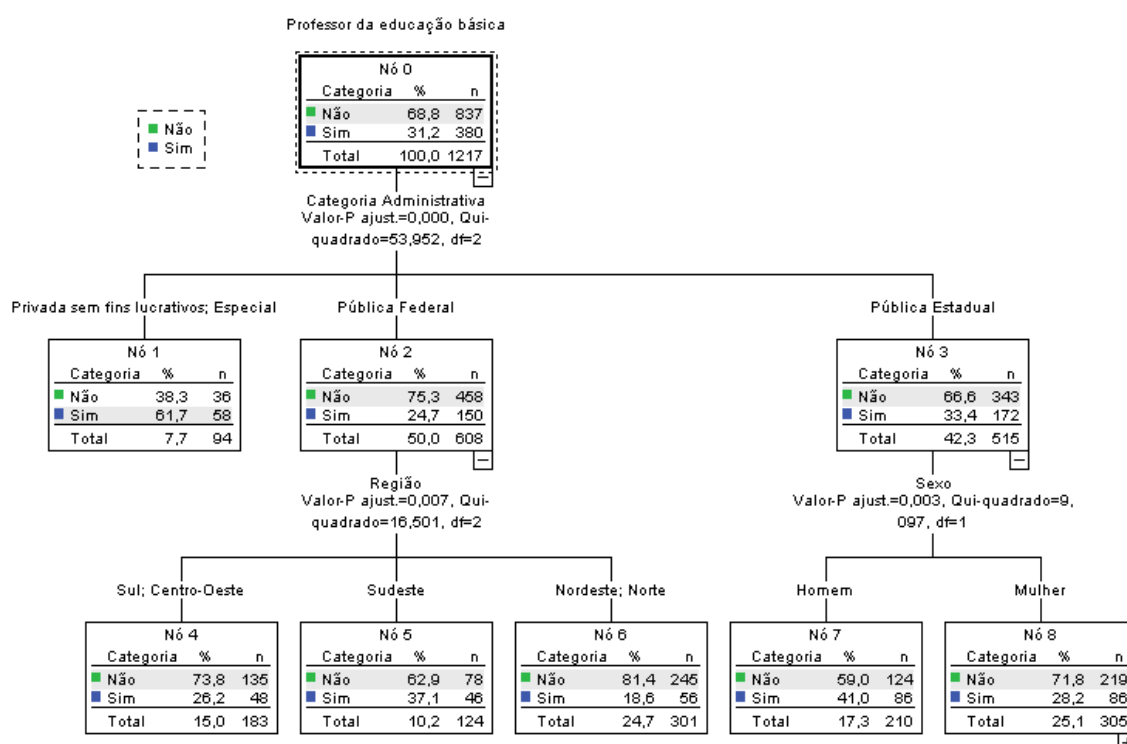 Professor da educação básica
Nó 0
Categoria % n
Não 68,8 837
Sim 31,2 380
Total 100,0 1217
Não
Sim
Categoria Administrativa
Valor-P ajust.=0,000, Qui-
quadrado=53,952, df=2
Privada sem fins lucrativos; Especial
Nó 1
Categoria % n
Não 38,3 36
Sim 61,7 58
Total 7,7 94
Pública Federal
Nó 2
Categoria % n
Não 75,3 458
Sim 24,7 150
Total 50,0 608
Pública Estadual
Nó 3
Categoria % n
Não 66,6 343
Sim 33,4 172
Total 42,3 515
Região
Valor-P ajust.=0,007, Qui-
quadrado=16,501, df=2
Sexo
Valor-P ajust.=0,003, Qui-quadrado=9,
097, df=1
Sul; Centro-Oeste
Nó 4
Categoria % n
Não 73,8 135
Sim 26,2 48
Total 15,0 183
Sudeste
Nó 5
Categoria % n
Não 62,9 78
Sim 37,1 46
Total 10,2 124
Nordeste; Norte
Nó 6
Categoria % n
Não 81,4 245
Sim 18,6 56
Total 24,7 301
Homem
Nó 7
Categoria % n
Não 59,0 124
Sim 41,0 86
Total 17,3 210
Mulher
Nó 8
Categoria % n
Não 71,8 219
Sim 28,2 86
Total 25,1 305